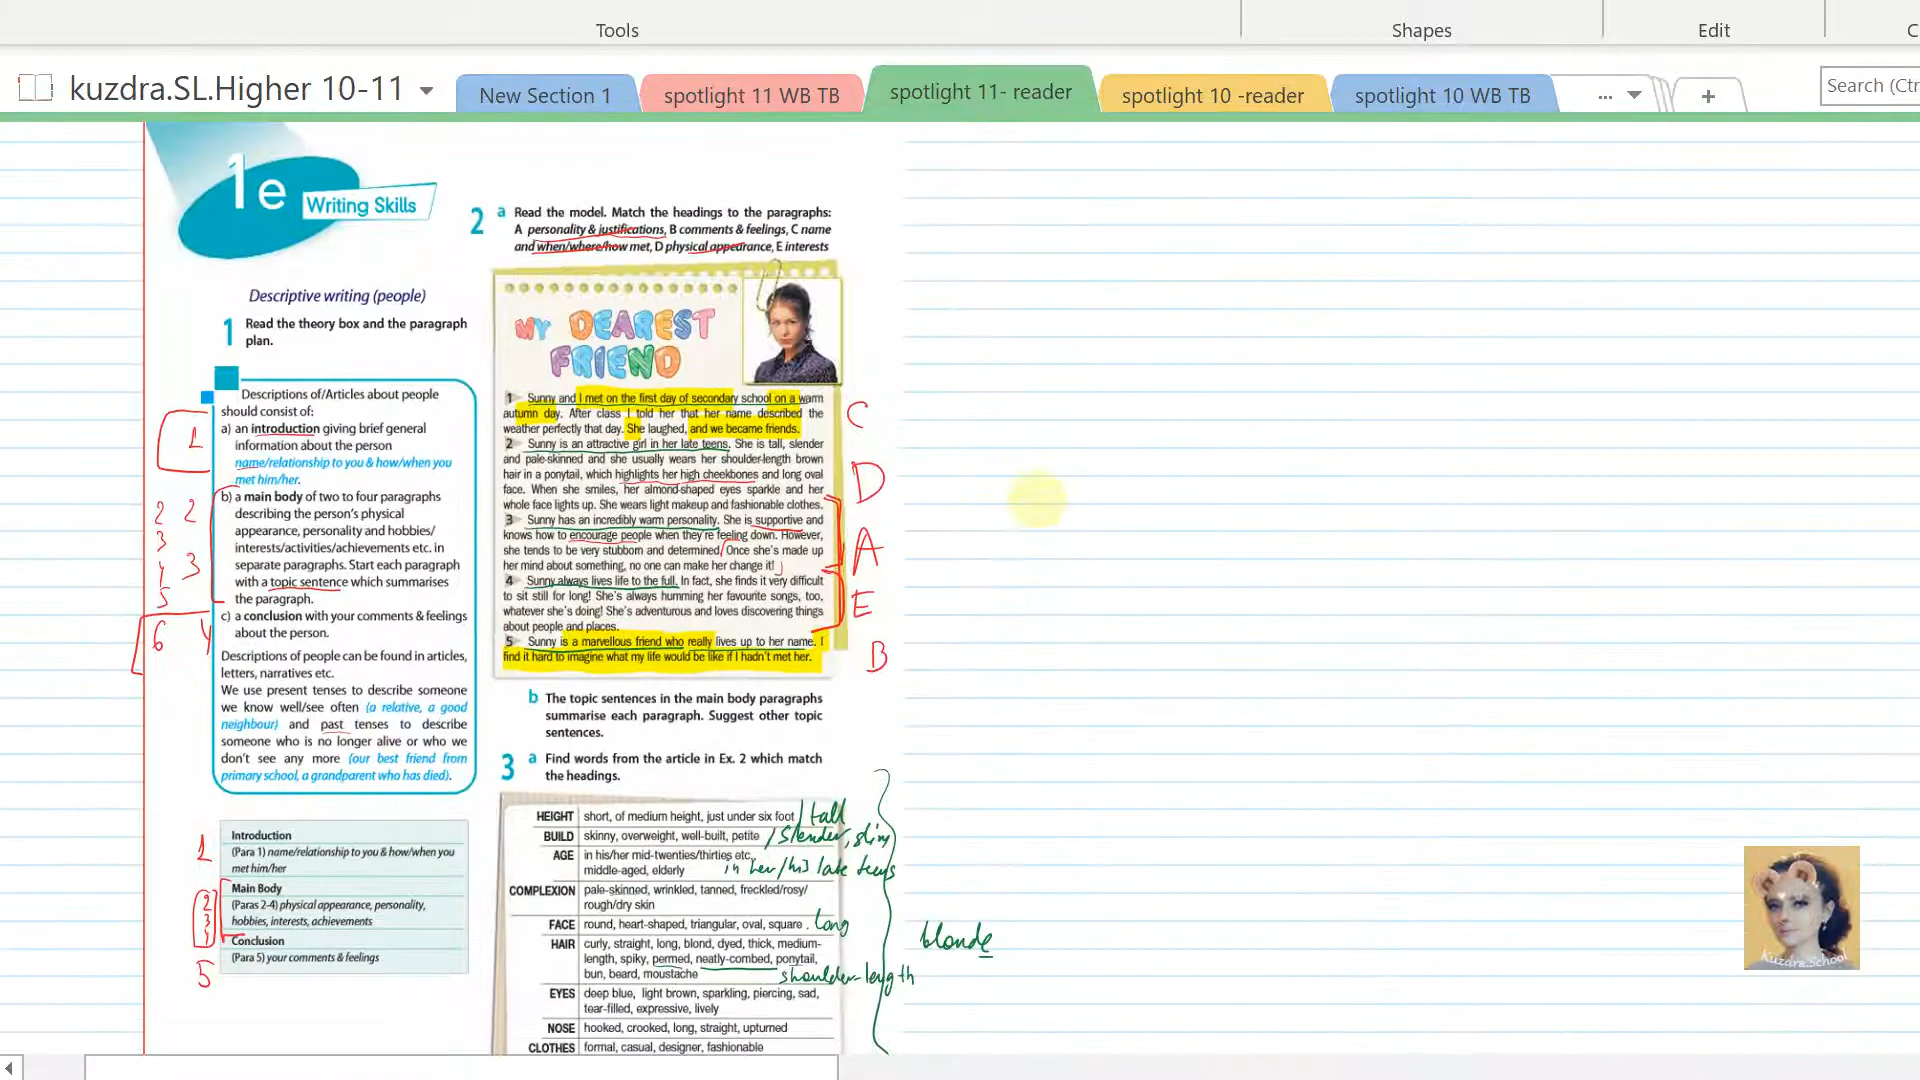 Tools
Shapes
Edit
kuzdra.SL.Higher 10-11
New Section 1
spotlight 11 WB TB
spotlight 11- reader
spotlight 10 -reader
spotlight 10 WB TB
...
+
Search (Ctr
1e
Writing Skills
Descriptive writing (people)
1 Read the theory box and the paragraph
plan.
Descriptions of/Articles about people
should consist of:
a) an introduction giving brief general
information about the person
name/relationship to you & how/when you
met him/her.
b) a main body of two to four paragraphs
describing the person's physical
appearance, personality and hobbies/
interests/activities/achievements etc. in
separate paragraphs. Start each paragraph
with a topic sentence which summarises
the paragraph.
c) a conclusion with your comments & feelings
about the person.
Descriptions of people can be found in articles,
letters, narratives etc.
We use present tenses to describe someone
we know well/see often (a relative, a good
neighbour) and past tenses to describe
someone who is no longer alive or who we
don't see any more (our best friend from
primary school, a grandparent who has died).
1
2 2
3
4 3
5
6 4
Introduction
(Para 1) name/relationship to you & how/when you
met him/her
Main Body
(Paras 2-4) physical appearance, personality,
hobbies, interests, achievements
Conclusion
(Para 5) your comments & feelings
1
2
3
4
5
2 a Read the model. Match the headings to the paragraphs:
A personality & justifications, B comments & feelings, C name
and when/where/how met, D physical appearance, E interests
MY DEAREST
FRIEND
1 Sunny and I met on the first day of secondary school on a warm
autumn day. After class I told her that her name described the
weather perfectly that day. She laughed, and we became friends.
2 Sunny is an attractive girl in her late teens. She is tall, slender
and pale-skinned and she usually wears her shoulder-length brown
hair in a ponytail, which highlights her high cheekbones and long oval
face. When she smiles, her almond-shaped eyes sparkle and her
whole face lights up. She wears light makeup and fashionable clothes.
3 Sunny has an incredibly warm personality. She is supportive and
knows how to encourage people when they're feeling down. However,
she tends to be very stubborn and determined. Once she's made up
her mind about something, no one can make her change it!
4 Sunny always lives life to the full. In fact, she finds it very difficult
to sit still for long! She's always humming her favourite songs, too,
whatever she's doing! She's adventurous and loves discovering things
about people and places.
5 Sunny is a marvellous friend who really lives up to her name. I
find it hard to imagine what my life would be like if I hadn't met her.
C
D
A
E
B
b The topic sentences in the main body paragraphs
summarise each paragraph. Suggest other topic
sentences.
3 a Find words from the article in Ex. 2 which match
the headings.
HEIGHT short, of medium height, just under six foot / tall
BUILD skinny, overweight, well-built, petite / slender, slim
AGE in his/her mid-twenties/thirties etc.,
middle-aged, elderly in her/his late teens
COMPLEXION pale-skinned, wrinkled, tanned, freckled/rosy/
rough/dry skin
FACE round, heart-shaped, triangular, oval, square, long
HAIR curly, straight, long, blond, dyed, thick, medium-
length, spiky, permed, neatly-combed, ponytail,
bun, beard, moustache shoulder-length
EYES deep blue, light brown, sparkling, piercing, sad,
tear-filled, expressive, lively
NOSE hooked, crooked, long, straight, upturned
CLOTHES formal, casual, designer, fashionable
blonde
Kuzdra.School